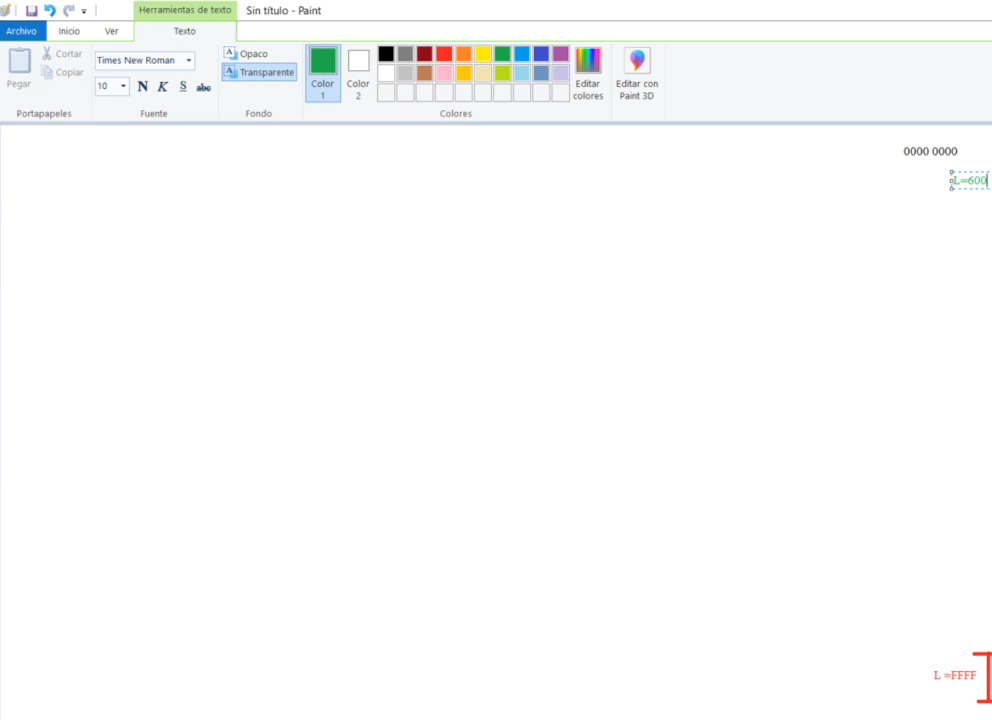 Herramientas de texto Sin título - Paint
Archivo Inicio Ver Texto
Pegar
Cortar
Copiar
Portapapeles
Times New Roman
10 N K S abc
Fuente
A Opaco
A Transparente
Fondo
Color
1
Color
2
Editar
colores
Colores
Editar con
Paint 3D
0000 0000
L=600
L =FFFF